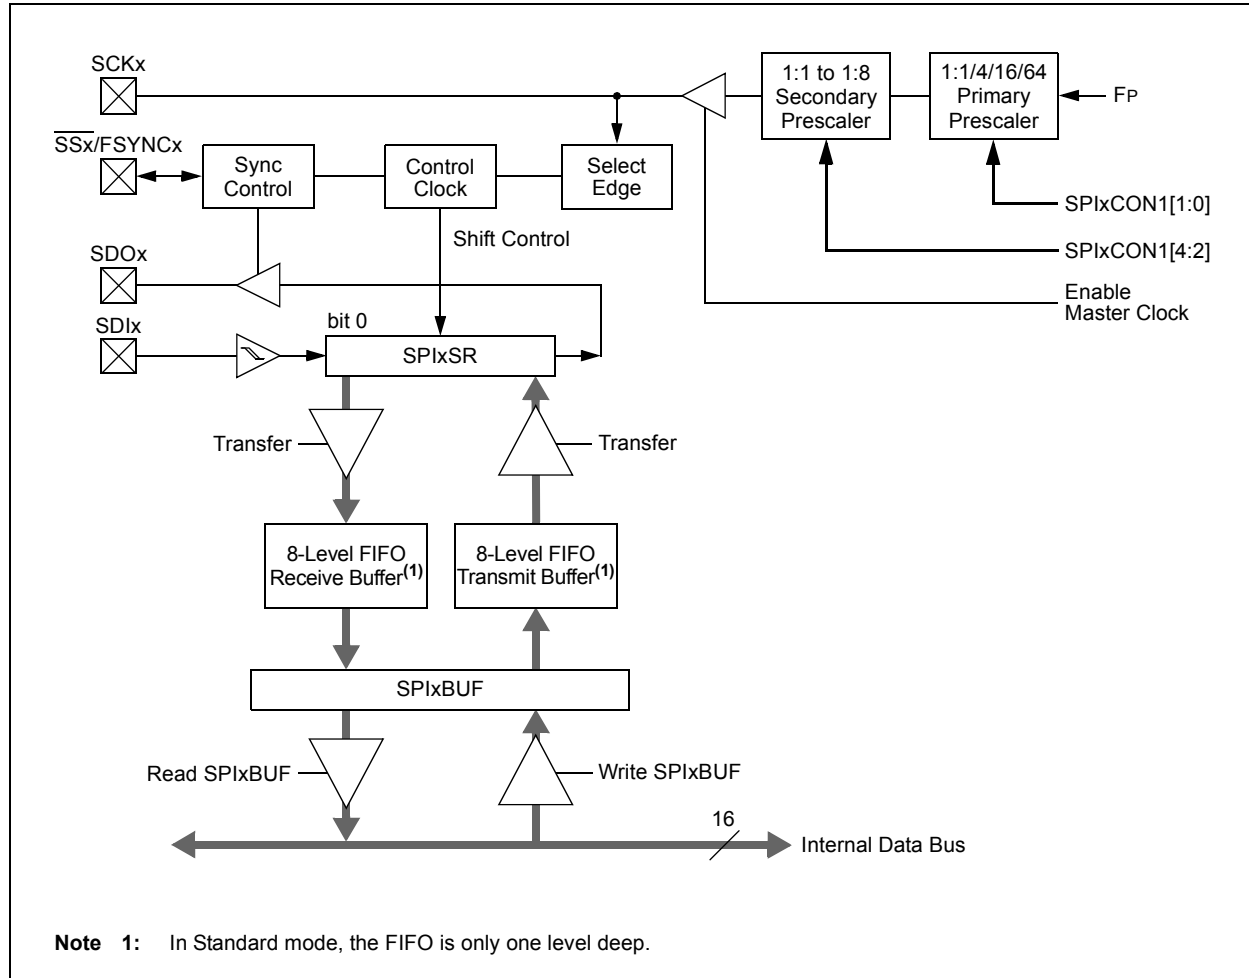 SCKx
1:1 to 1:8
Secondary
Prescaler
1:1/4/16/64
Primary
Prescaler
FP
SSx/FSYNCx
Sync
Control
Control
Clock
Select
Edge
SPIxCON1[1:0]
Shift Control
SPIxCON1[4:2]
SDOx
Enable
Master Clock
SDIx
bit 0
SPIxSR
Transfer
Transfer
8-Level FIFO
Receive Buffer(1)
8-Level FIFO
Transmit Buffer(1)
SPIxBUF
Read SPIxBUF
Write SPIxBUF
16
Internal Data Bus
Note 1: In Standard mode, the FIFO is only one level deep.